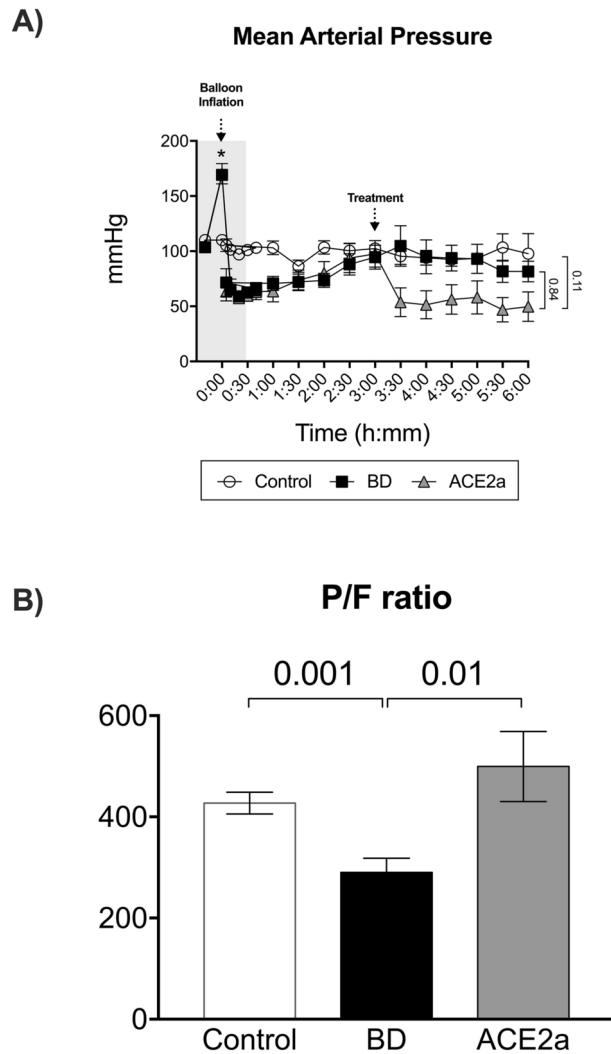 A)
Mean Arterial Pressure
Balloon
Inflation
*
Treatment
200
150
100
50
0
mmHg
0.84
0.11
0:00
0:30
1:00
1:30
2:00
2:30
3:00
3:30
4:00
4:30
5:00
5:30
6:00
Time (h:mm)
Control BD ACE2a
B)
P/F ratio
0.001 0.01
600
400
200
0
Control BD ACE2a